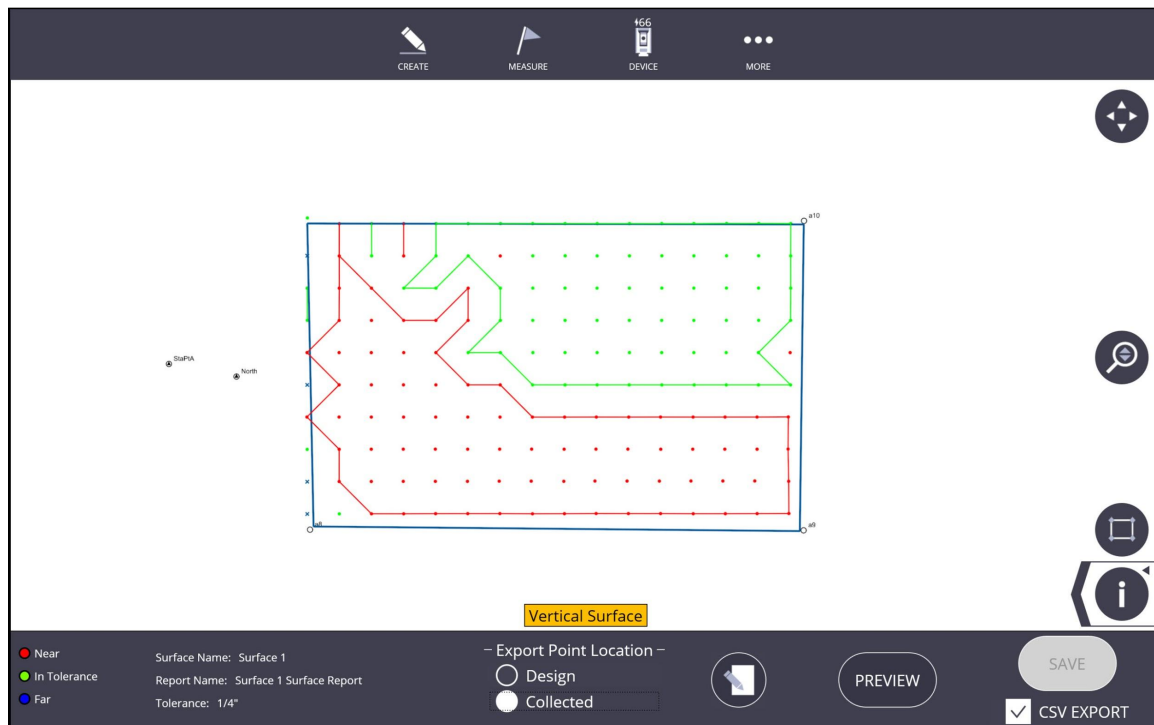 66
CREATE
MEASURE
DEVICE
MORE
a10
StaPtA
North
a8
a9
Vertical Surface
Near
In Tolerance
Far
Surface Name: Surface 1
Report Name: Surface 1 Surface Report
Tolerance: 1/4"
– Export Point Location –
Design
Collected
PREVIEW
SAVE
CSV EXPORT